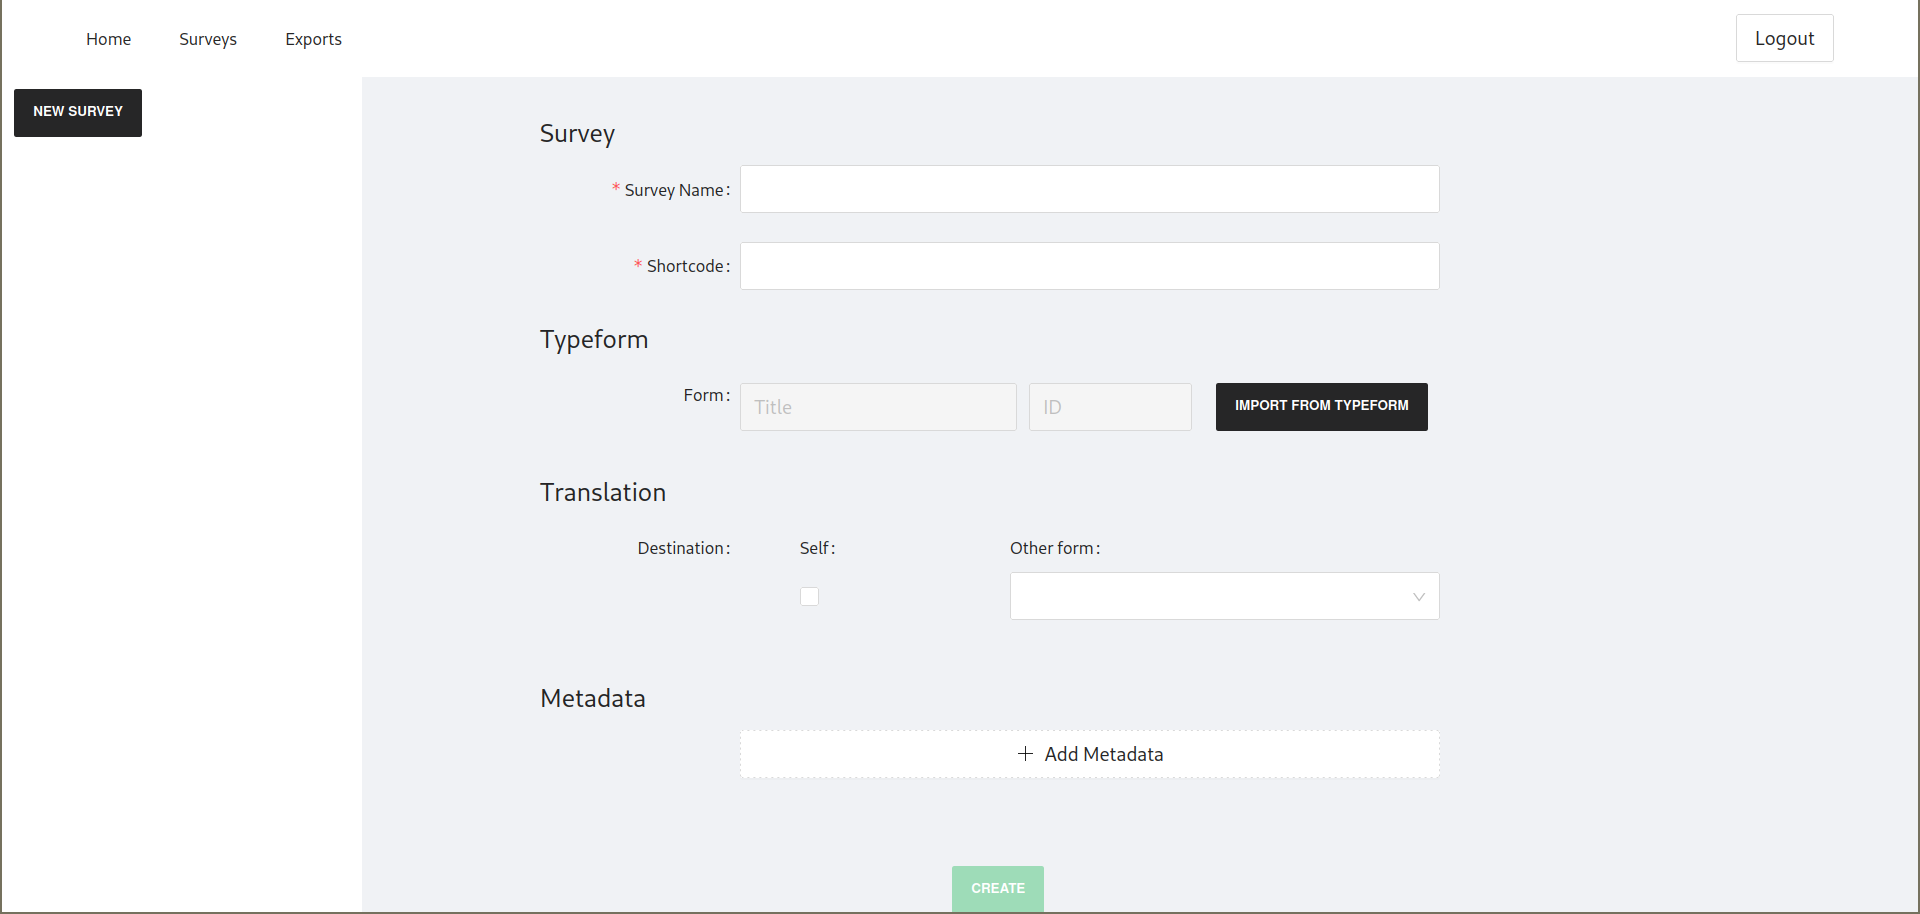 Home Surveys Exports Logout
NEW SURVEY
Survey
* Survey Name:
* Shortcode:
Typeform
Form: Title ID IMPORT FROM TYPEFORM
Translation
Destination: Self: Other form:
Metadata
+ Add Metadata
CREATE